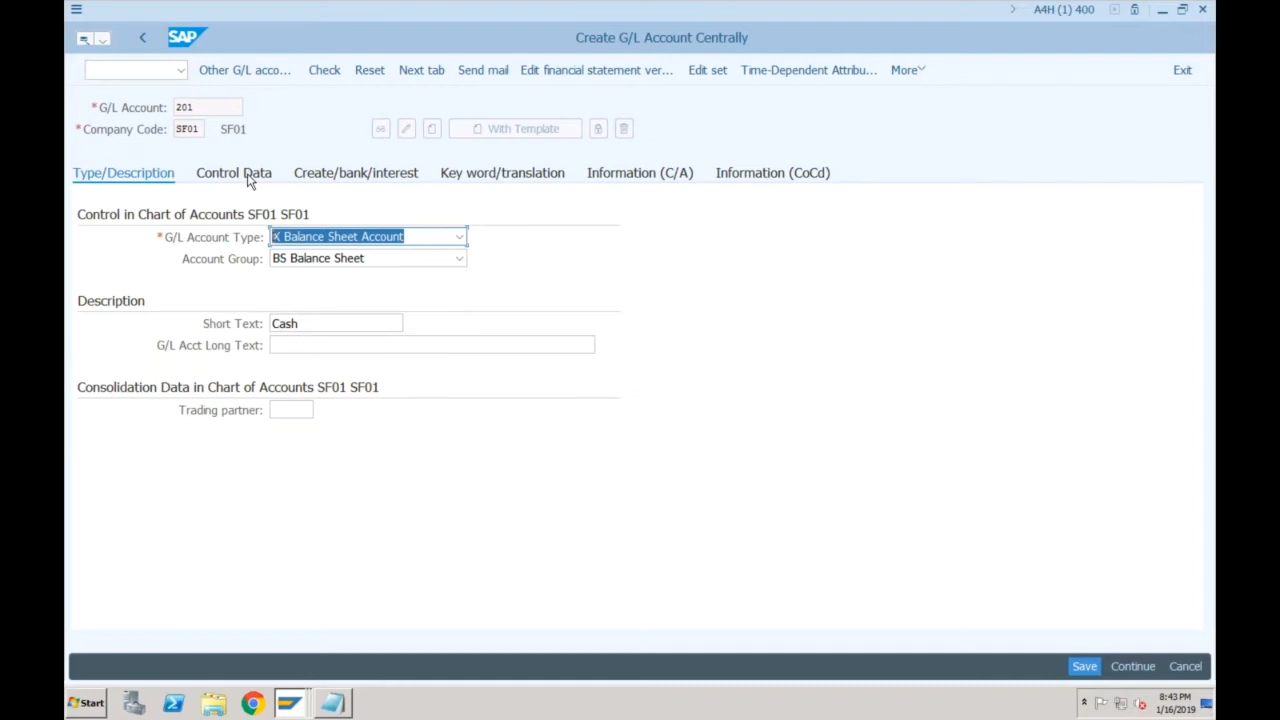 A4H (1) 400
SAP Create G/L Account Centrally
Other G/L acco... Check Reset Next tab Send mail Edit financial statement ver... Edit set Time-Dependent Attribu... More Exit
* G/L Account: 201
* Company Code: SF01 SF01 With Template
Type/Description Control Data Create/bank/interest Key word/translation Information (C/A) Information (CoCd)
Control in Chart of Accounts SF01 SF01
* G/L Account Type: X Balance Sheet Account
Account Group: BS Balance Sheet
Description
Short Text: Cash
G/L Acct Long Text:
Consolidation Data in Chart of Accounts SF01 SF01
Trading partner:
Save Continue Cancel
Start 8:43 PM
1/16/2019